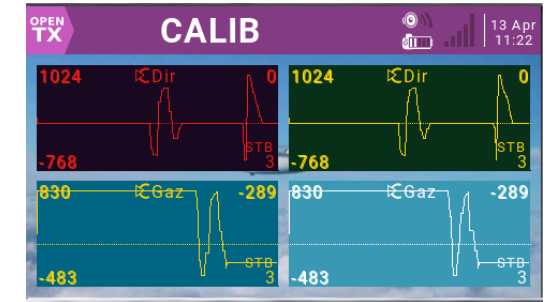 OPEN
TX
CALIB
13 Apr
11:22
1024 Dir 0
STB
-768 3
1024 Dir 0
STB
-768 3
830 Gaz -289
STB
-483 3
830 Gaz -289
STB
-483 3